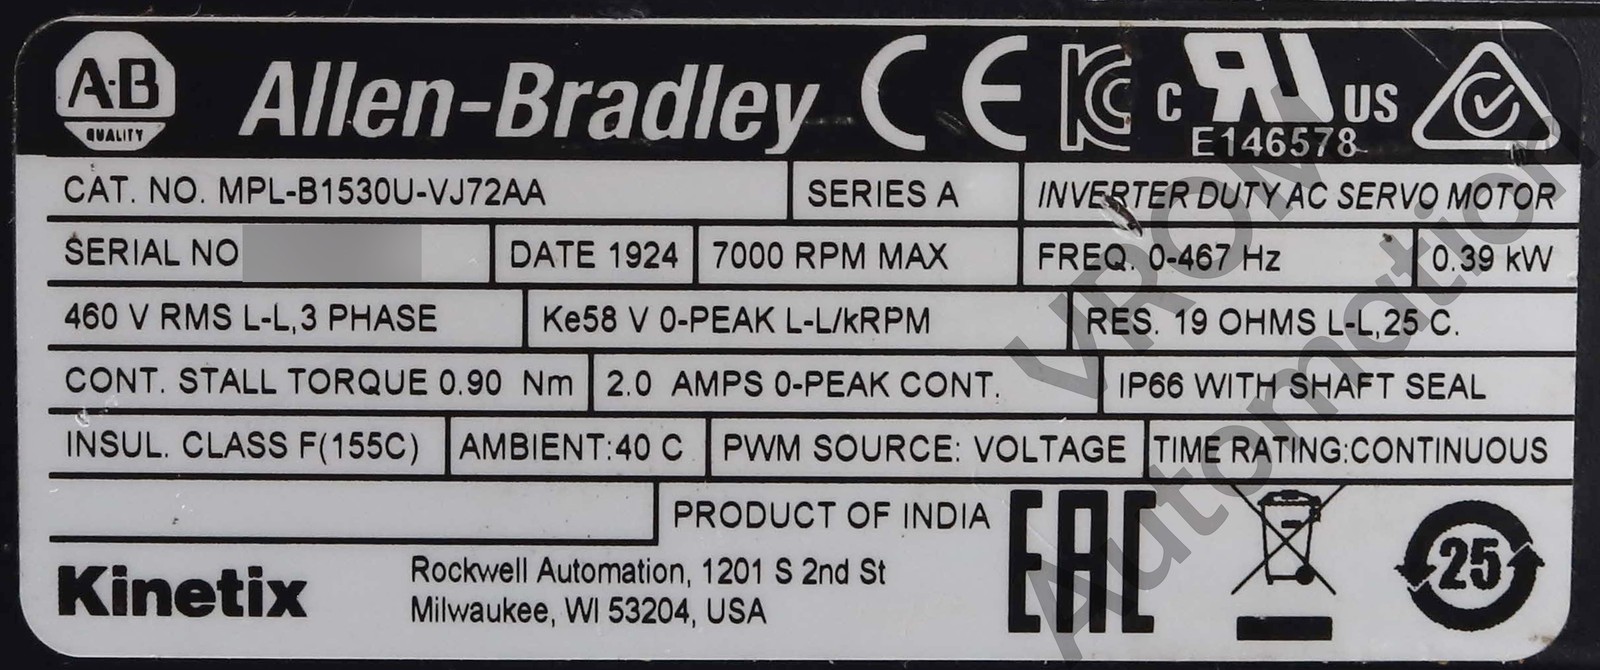 A-B QUALITY Allen-Bradley CE KC c RU US
E146578
CAT. NO. MPL-B1530U-VJ72AA SERIES A INVERTER DUTY AC SERVO MOTOR
SERIAL NO DATE 1924 7000 RPM MAX FREQ. 0-467 Hz 0.39 kW
460 V RMS L-L,3 PHASE Ke58 V 0-PEAK L-L/kRPM RES. 19 OHMS L-L,25 C.
CONT. STALL TORQUE 0.90 Nm 2.0 AMPS 0-PEAK CONT. IP66 WITH SHAFT SEAL
INSUL. CLASS F(155C) AMBIENT:40 C PWM SOURCE: VOLTAGE TIME RATING:CONTINUOUS
PRODUCT OF INDIA EAC 25
Kinetix Rockwell Automation, 1201 S 2nd St
Milwaukee, WI 53204, USA
VROM
Automation